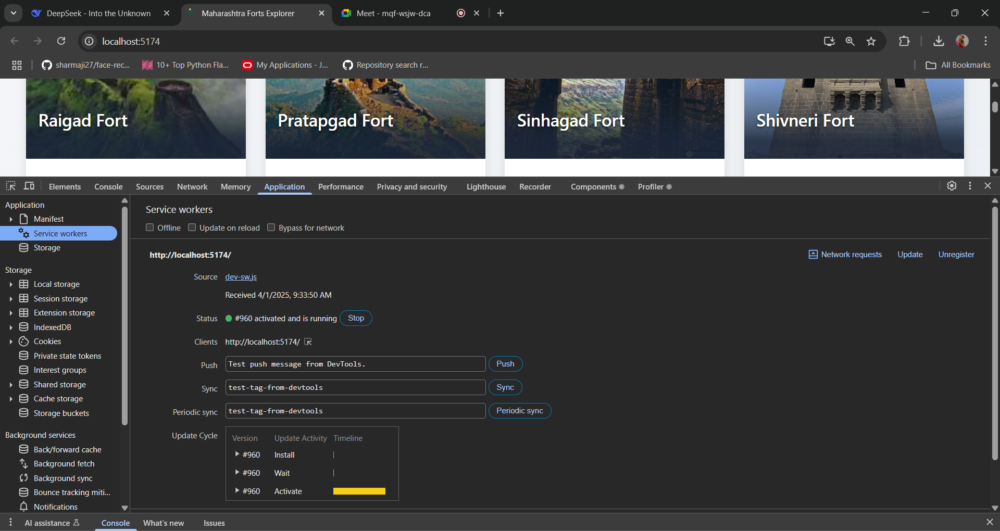 DeepSeek - Into the Unknown
Maharashtra Forts Explorer
Meet - mqf-wsjw-dca
localhost:5174
sharmaji27/face-rec...
10+ Top Python Fla...
My Applications - J...
Repository search r...
All Bookmarks
Raigad Fort
Pratapgad Fort
Sinhagad Fort
Shivneri Fort
Elements Console Sources Network Memory Application Performance Privacy and security Lighthouse Recorder Components Profiler
Application
Manifest
Service workers
Storage
Storage
Local storage
Session storage
Extension storage
IndexedDB
Cookies
Private state tokens
Interest groups
Shared storage
Cache storage
Storage buckets
Background services
Back/forward cache
Background fetch
Background sync
Bounce tracking miti...
Notifications
Service workers
Offline Update on reload Bypass for network
http://localhost:5174/
Network requests Update Unregister
Source dev-sw.js
Received 4/1/2025, 9:33:50 AM
Status #960 activated and is running Stop
Clients http://localhost:5174/
Push Test push message from DevTools. Push
Sync test-tag-from-devtools Sync
Periodic sync test-tag-from-devtools Periodic sync
Update Cycle
Version Update Activity Timeline
#960 Install
#960 Wait
#960 Activate
AI assistance Console What's new Issues